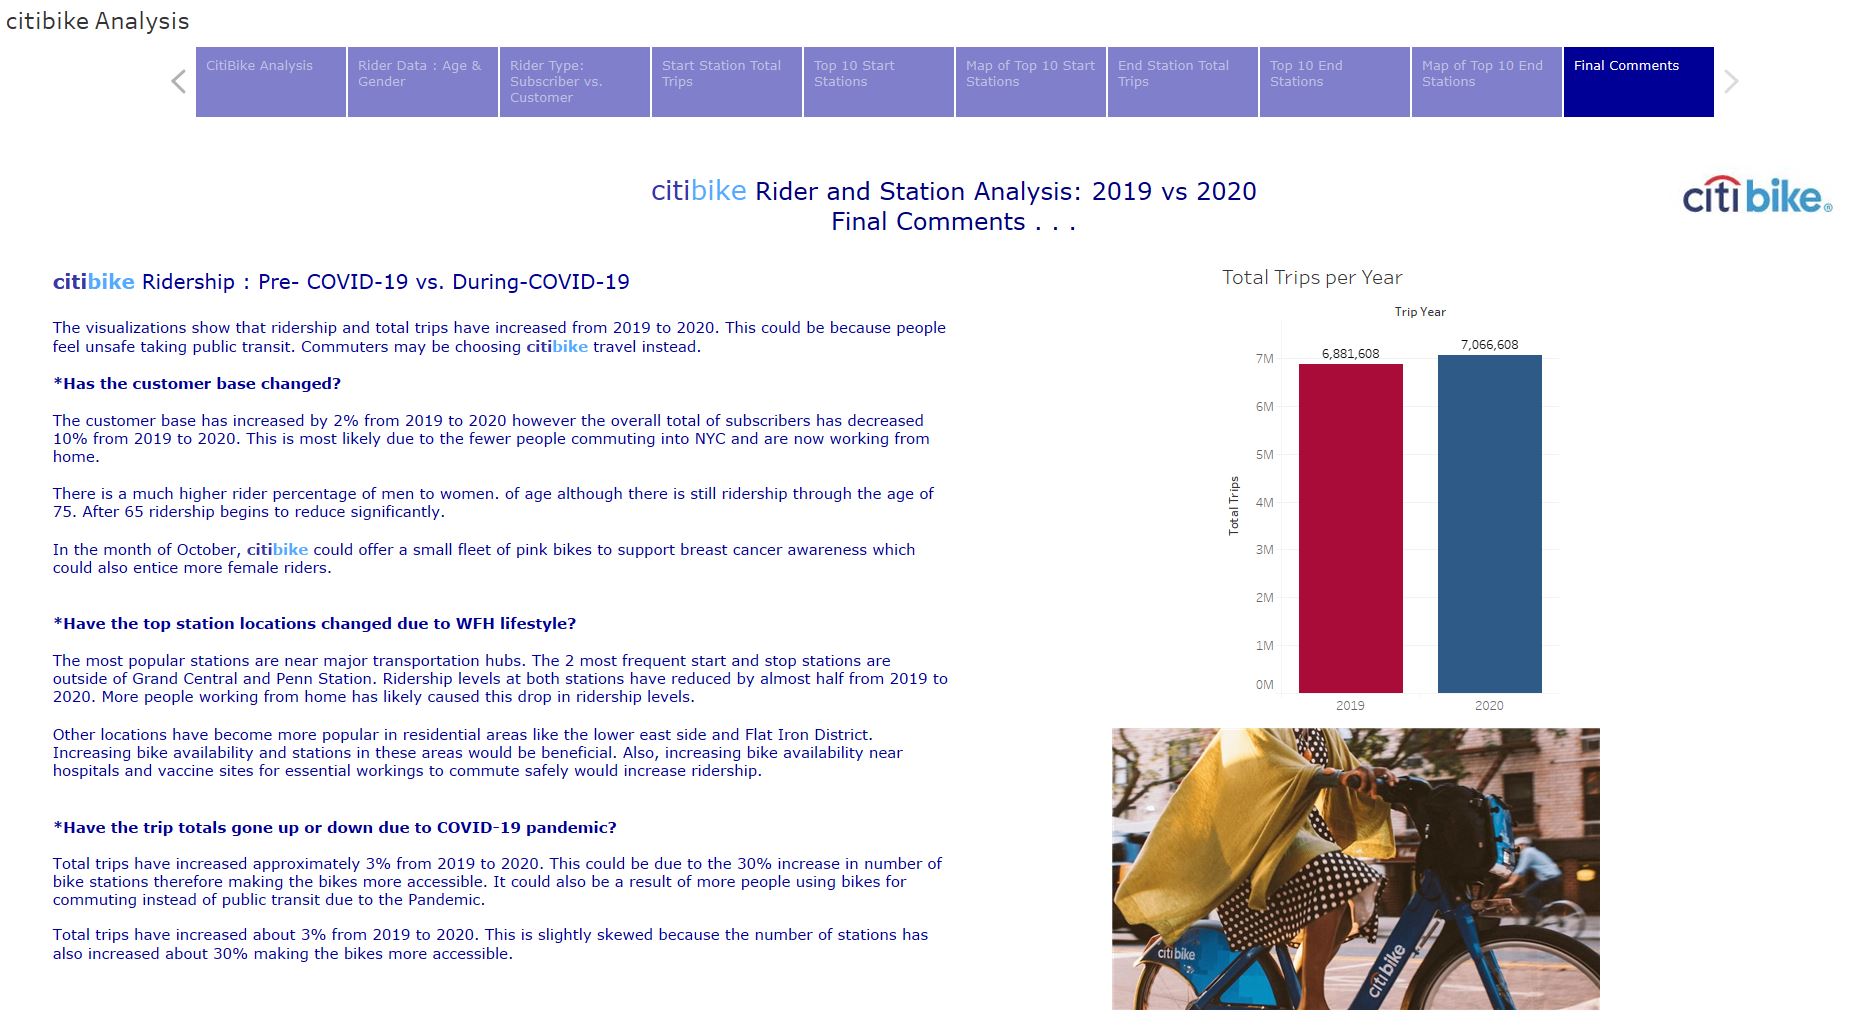 citibike Analysis
CitiBike Analysis
Rider Data : Age &
Gender
Rider Type:
Subscriber vs.
Customer
Start Station Total
Trips
Top 10 Start
Stations
Map of Top 10 Start
Stations
End Station Total
Trips
Top 10 End
Stations
Map of Top 10 End
Stations
Final Comments
citibike Rider and Station Analysis: 2019 vs 2020
Final Comments . . .
citi bike®
citibike Ridership : Pre- COVID-19 vs. During-COVID-19
The visualizations show that ridership and total trips have increased from 2019 to 2020. This could be because people
feel unsafe taking public transit. Commuters may be choosing citibike travel instead.
*Has the customer base changed?
The customer base has increased by 2% from 2019 to 2020 however the overall total of subscribers has decreased
10% from 2019 to 2020. This is most likely due to the fewer people commuting into NYC and are now working from
home.
There is a much higher rider percentage of men to women. of age although there is still ridership through the age of
75. After 65 ridership begins to reduce significantly.
In the month of October, citibike could offer a small fleet of pink bikes to support breast cancer awareness which
could also entice more female riders.
*Have the top station locations changed due to WFH lifestyle?
The most popular stations are near major transportation hubs. The 2 most frequent start and stop stations are
outside of Grand Central and Penn Station. Ridership levels at both stations have reduced by almost half from 2019 to
2020. More people working from home has likely caused this drop in ridership levels.
Other locations have become more popular in residential areas like the lower east side and Flat Iron District.
Increasing bike availability and stations in these areas would be beneficial. Also, increasing bike availability near
hospitals and vaccine sites for essential workings to commute safely would increase ridership.
*Have the trip totals gone up or down due to COVID-19 pandemic?
Total trips have increased approximately 3% from 2019 to 2020. This could be due to the 30% increase in number of
bike stations therefore making the bikes more accessible. It could also be a result of more people using bikes for
commuting instead of public transit due to the Pandemic.
Total trips have increased about 3% from 2019 to 2020. This is slightly skewed because the number of stations has
also increased about 30% making the bikes more accessible.
Total Trips per Year
Trip Year
7,066,608
6,881,608
7M
6M
5M
4M
3M
2M
1M
0M
Total Trips
2019
2020
citi bike
citi bike